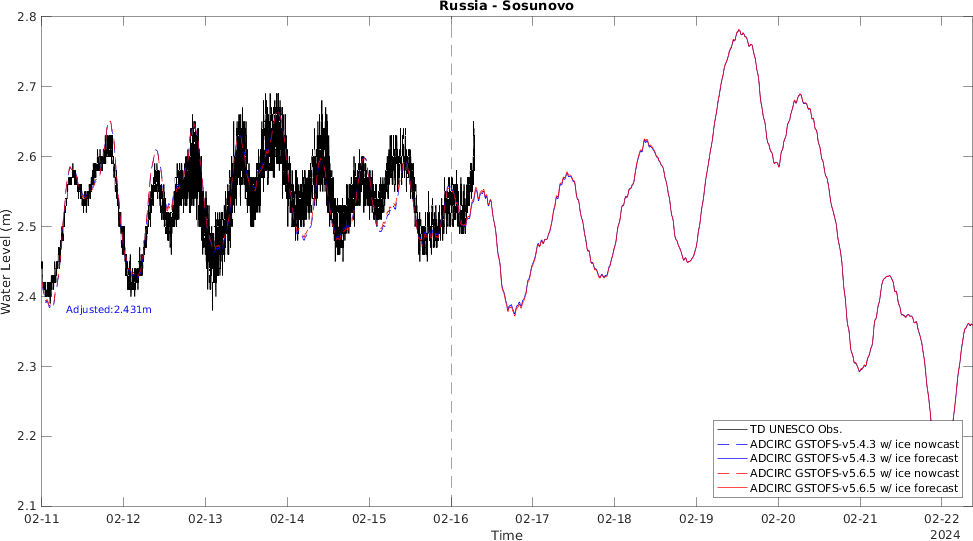 Russia - Sosunovo
2.8
2.7
2.6
2.5
2.4
2.3
2.2
2.1
Water Level (m)
Adjusted:2.431m
TD UNESCO Obs.
ADCIRC GSTOFS-v5.4.3 w/ ice nowcast
ADCIRC GSTOFS-v5.4.3 w/ ice forecast
ADCIRC GSTOFS-v5.6.5 w/ ice nowcast
ADCIRC GSTOFS-v5.6.5 w/ ice forecast
02-11 02-12 02-13 02-14 02-15 02-16 02-17 02-18 02-19 02-20 02-21 02-22
Time
2024